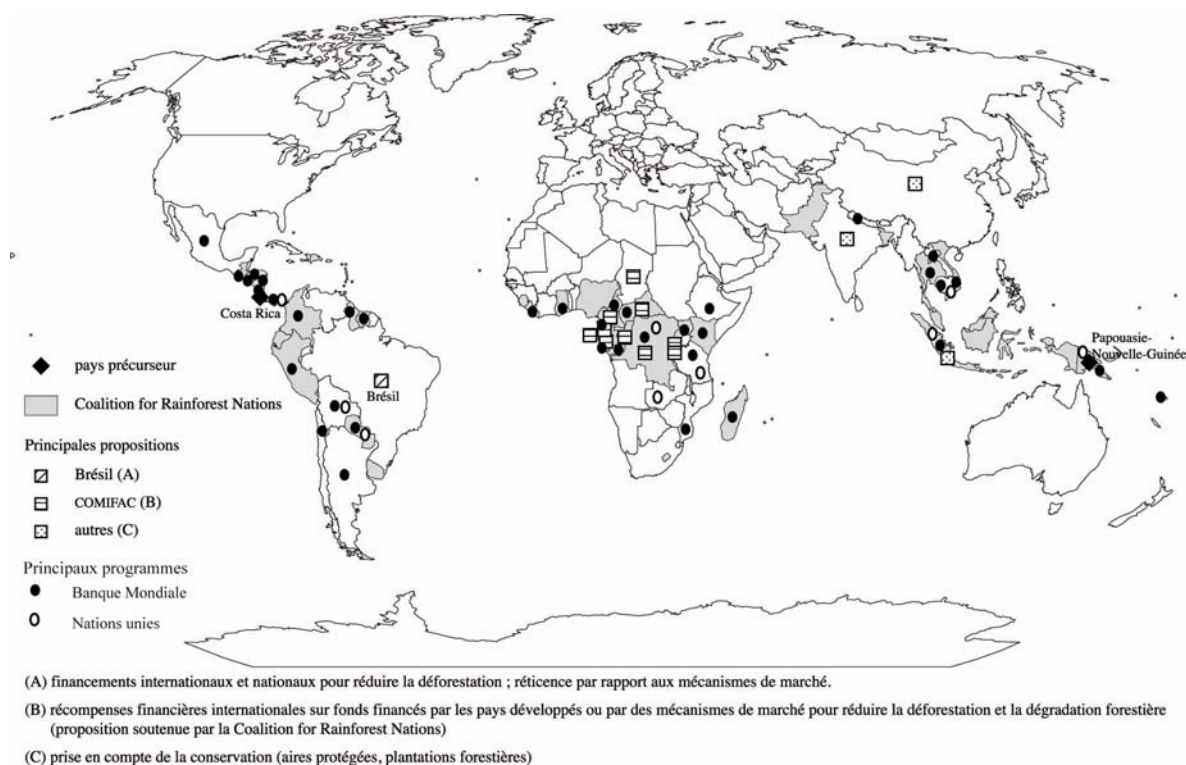 Costa Rica
Papouasie-
Nouvelle-Guinée
Brésil
pays précurseur
Coalition for Rainforest Nations
Principales propositions
Brésil (A)
COMIFAC (B)
autres (C)
Principaux programmes
Banque Mondiale
Nations unies
(A) financements internationaux et nationaux pour réduire la déforestation ; réticence par rapport aux mécanismes de marché.
(B) récompenses financières internationales sur fonds financés par les pays développés ou par des mécanismes de marché pour réduire la déforestation et la dégradation forestière
(proposition soutenue par la Coalition for Rainforest Nations)
(C) prise en compte de la conservation (aires protégées, plantations forestières)